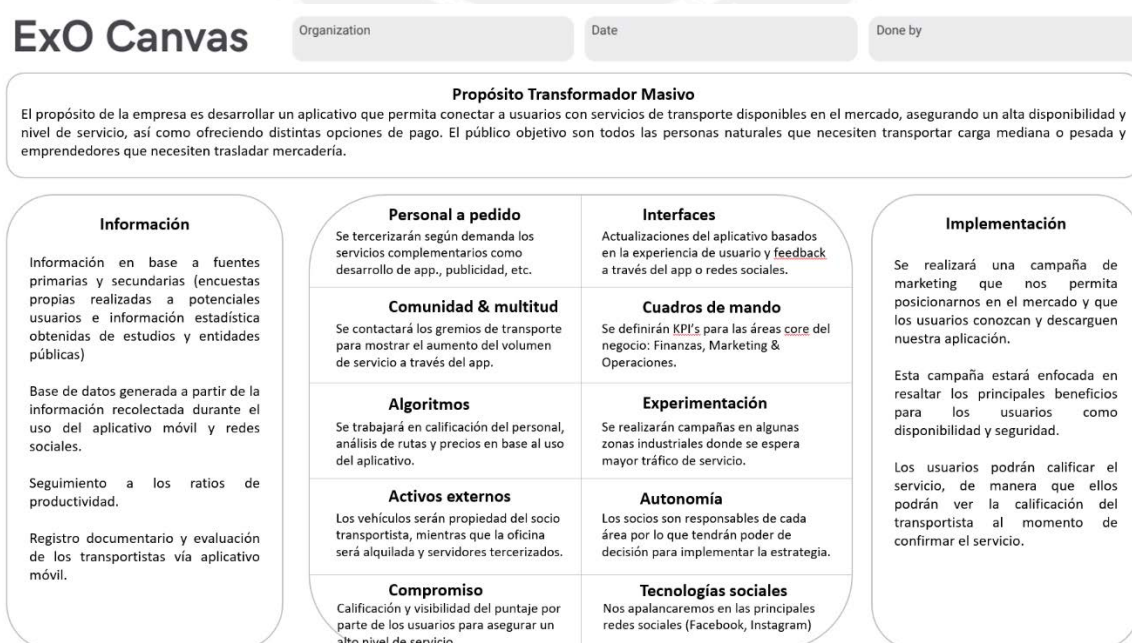 ExO Canvas
Organization
Date
Done by
Propósito Transformador Masivo
El propósito de la empresa es desarrollar un aplicativo que permita conectar a usuarios con servicios de transporte disponibles en el mercado, asegurando un alta disponibilidad y
nivel de servicio, así como ofreciendo distintas opciones de pago. El público objetivo son todos las personas naturales que necesiten transportar carga mediana o pesada y
emprendedores que necesiten trasladar mercadería.
Información
Información en base a fuentes
primarias y secundarias (encuestas
propias realizadas a potenciales
usuarios e información estadística
obtenidas de estudios y entidades
públicas)
Base de datos generada a partir de la
información recolectada durante el
uso del aplicativo móvil y redes
sociales.
Seguimiento a los ratios de
productividad.
Registro documentario y evaluación
de los transportistas vía aplicativo
móvil.
Personal a pedido
Se tercerizarán según demanda los
servicios complementarios como
desarrollo de app., publicidad, etc.
Interfaces
Actualizaciones del aplicativo basados
en la experiencia de usuario y feedback
a través del app o redes sociales.
Comunidad & multitud
Se contactará los gremios de transporte
para mostrar el aumento del volumen
de servicio a través del app.
Cuadros de mando
Se definirán KPI's para las áreas core del
negocio: Finanzas, Marketing &
Operaciones.
Algoritmos
Se trabajará en calificación del personal,
análisis de rutas y precios en base al uso
del aplicativo.
Experimentación
Se realizarán campañas en algunas
zonas industriales donde se espera
mayor tráfico de servicio.
Activos externos
Los vehículos serán propiedad del socio
transportista, mientras que la oficina
será alquilada y servidores tercerizados.
Autonomía
Los socios son responsables de cada
área por lo que tendrán poder de
decisión para implementar la estrategia.
Compromiso
Calificación y visibilidad del puntaje por
parte de los usuarios para asegurar un
alto nivel de servicio
Tecnologías sociales
Nos apalancaremos en las principales
redes sociales (Facebook, Instagram)
Implementación
Se realizará una campaña de
marketing que nos permita
posicionarnos en el mercado y que
los usuarios conozcan y descarguen
nuestra aplicación.
Esta campaña estará enfocada en
resaltar los principales beneficios
para los usuarios como
disponibilidad y seguridad.
Los usuarios podrán calificar el
servicio, de manera que ellos
podrán ver la calificación del
transportista al momento de
confirmar el servicio.